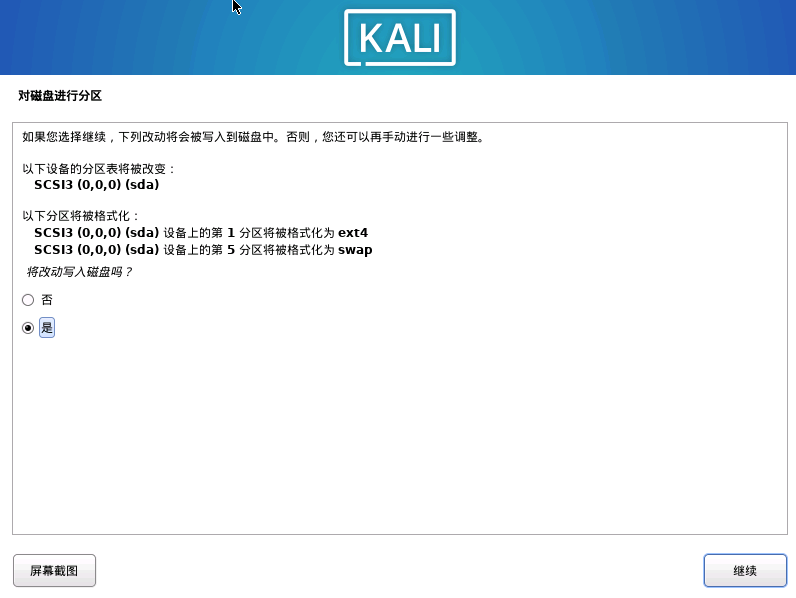 KALI
对磁盘进行分区
如果您选择继续，下列改动将会被写入到磁盘中。否则，您还可以再手动进行一些调整。
以下设备的分区表将被改变：
SCSI3 (0,0,0) (sda)
以下分区将被格式化：
SCSI3 (0,0,0) (sda) 设备上的第 1 分区将被格式化为 ext4
SCSI3 (0,0,0) (sda) 设备上的第 5 分区将被格式化为 swap
将改动写入磁盘吗？
否
是
屏幕截图
继续